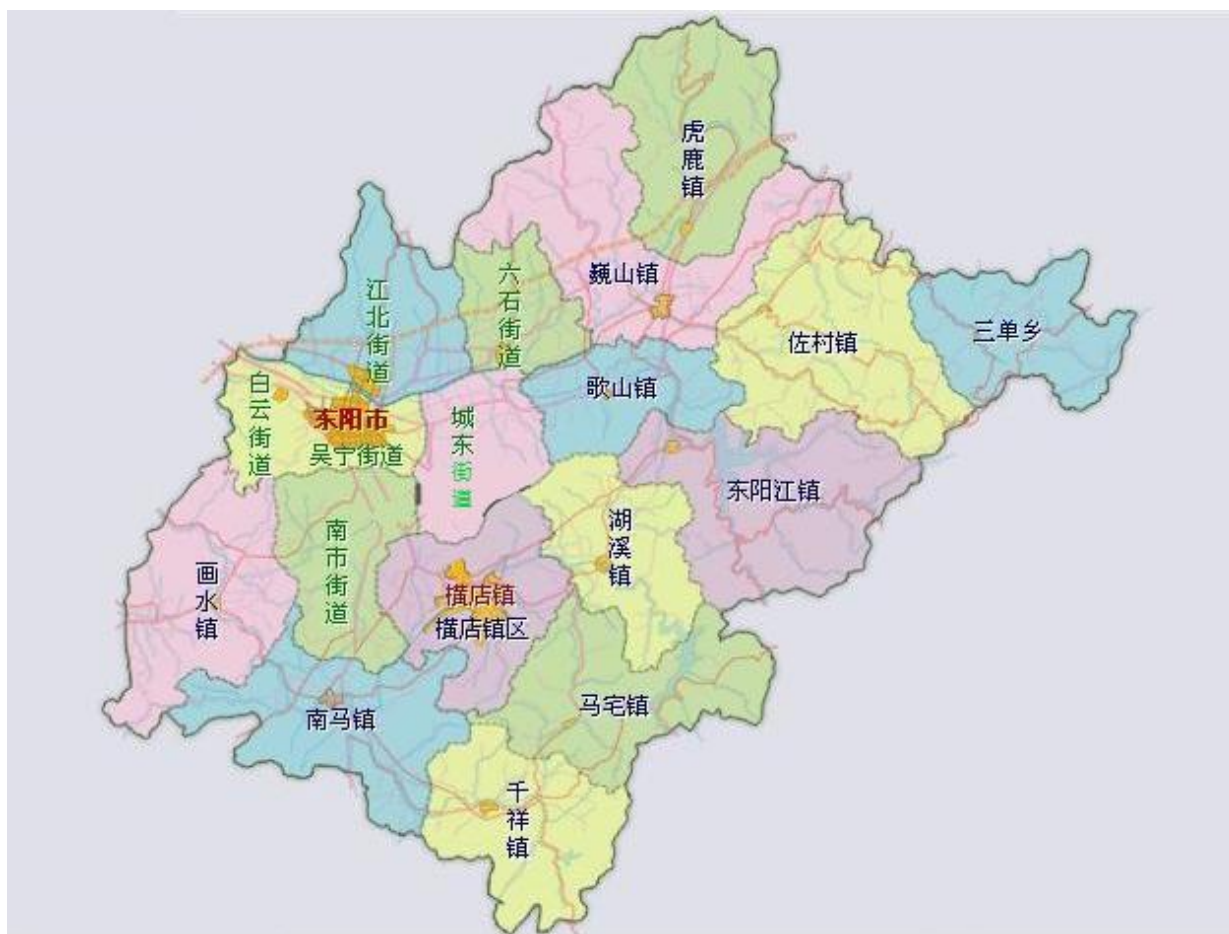 虎鹿镇
巍山镇
六石街道
江北街道
三单乡
佐村镇
歌山镇
白云街道
东阳市
吴宁街道
城东街道
东阳江镇
湖溪镇
南市街道
画水镇
横店镇
横店镇区
马宅镇
南马镇
千祥镇